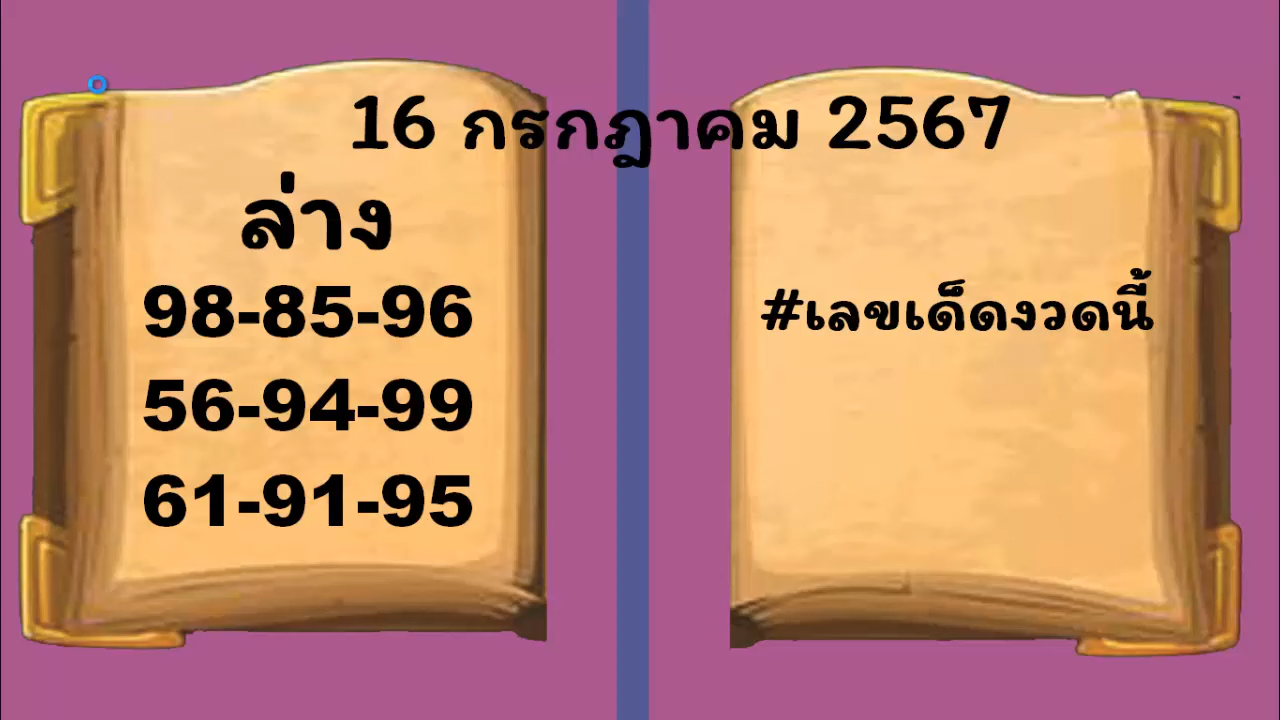 16 กรกฎาคม 2567
ล่าง
98-85-96
56-94-99
61-91-95
#เลขเด็ดงวดนี้